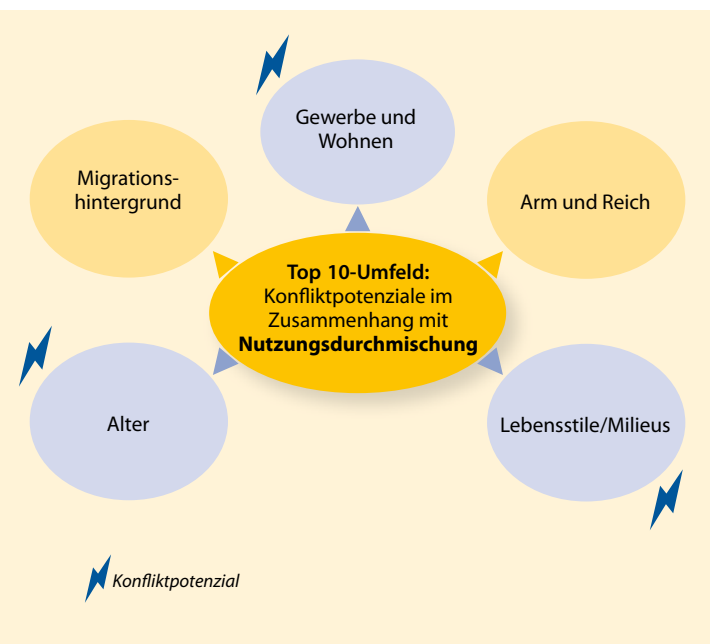 Gewerbe und
Wohnen
Migrations-
hintergrund
Arm und Reich
Top 10-Umfeld:
Konfliktpotenziale im
Zusammenhang mit
Nutzungsdurchmischung
Alter
Lebensstile/Milieus
Konfliktpotenzial